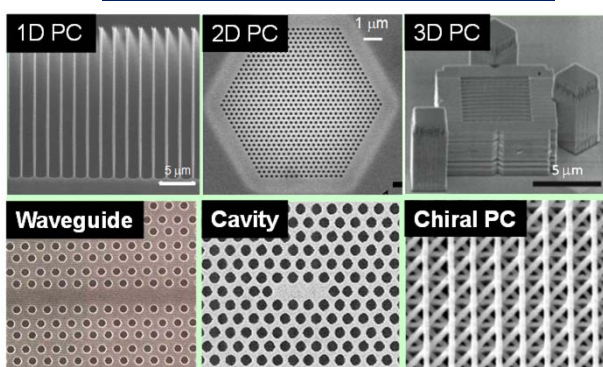 1D PC
5 μm
2D PC
1 μm
3D PC
5 μm
Waveguide
Cavity
Chiral PC